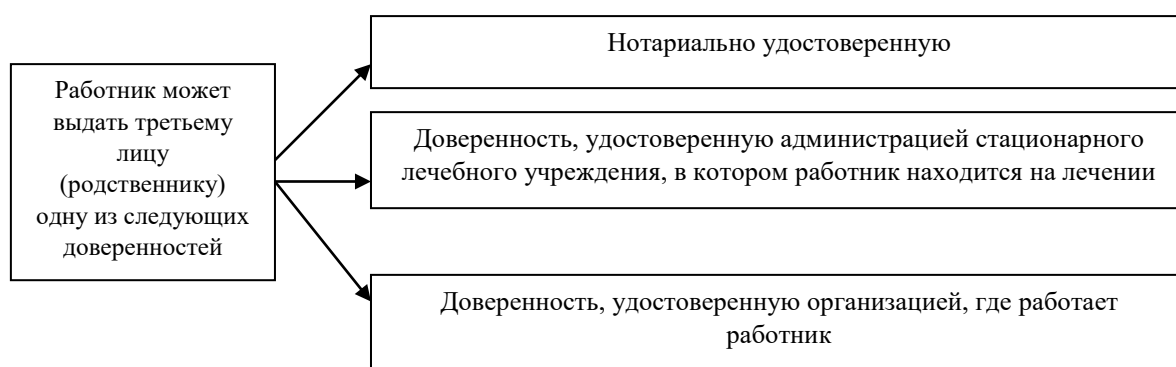 Работник может
выдать третьему
лицу
(родственнику)
одну из следующих
доверенностей
Нотариально удостоверенную
Доверенность, удостоверенную администрацией стационарного
лечебного учреждения, в котором работник находится на лечении
Доверенность, удостоверенную организацией, где работает
работник